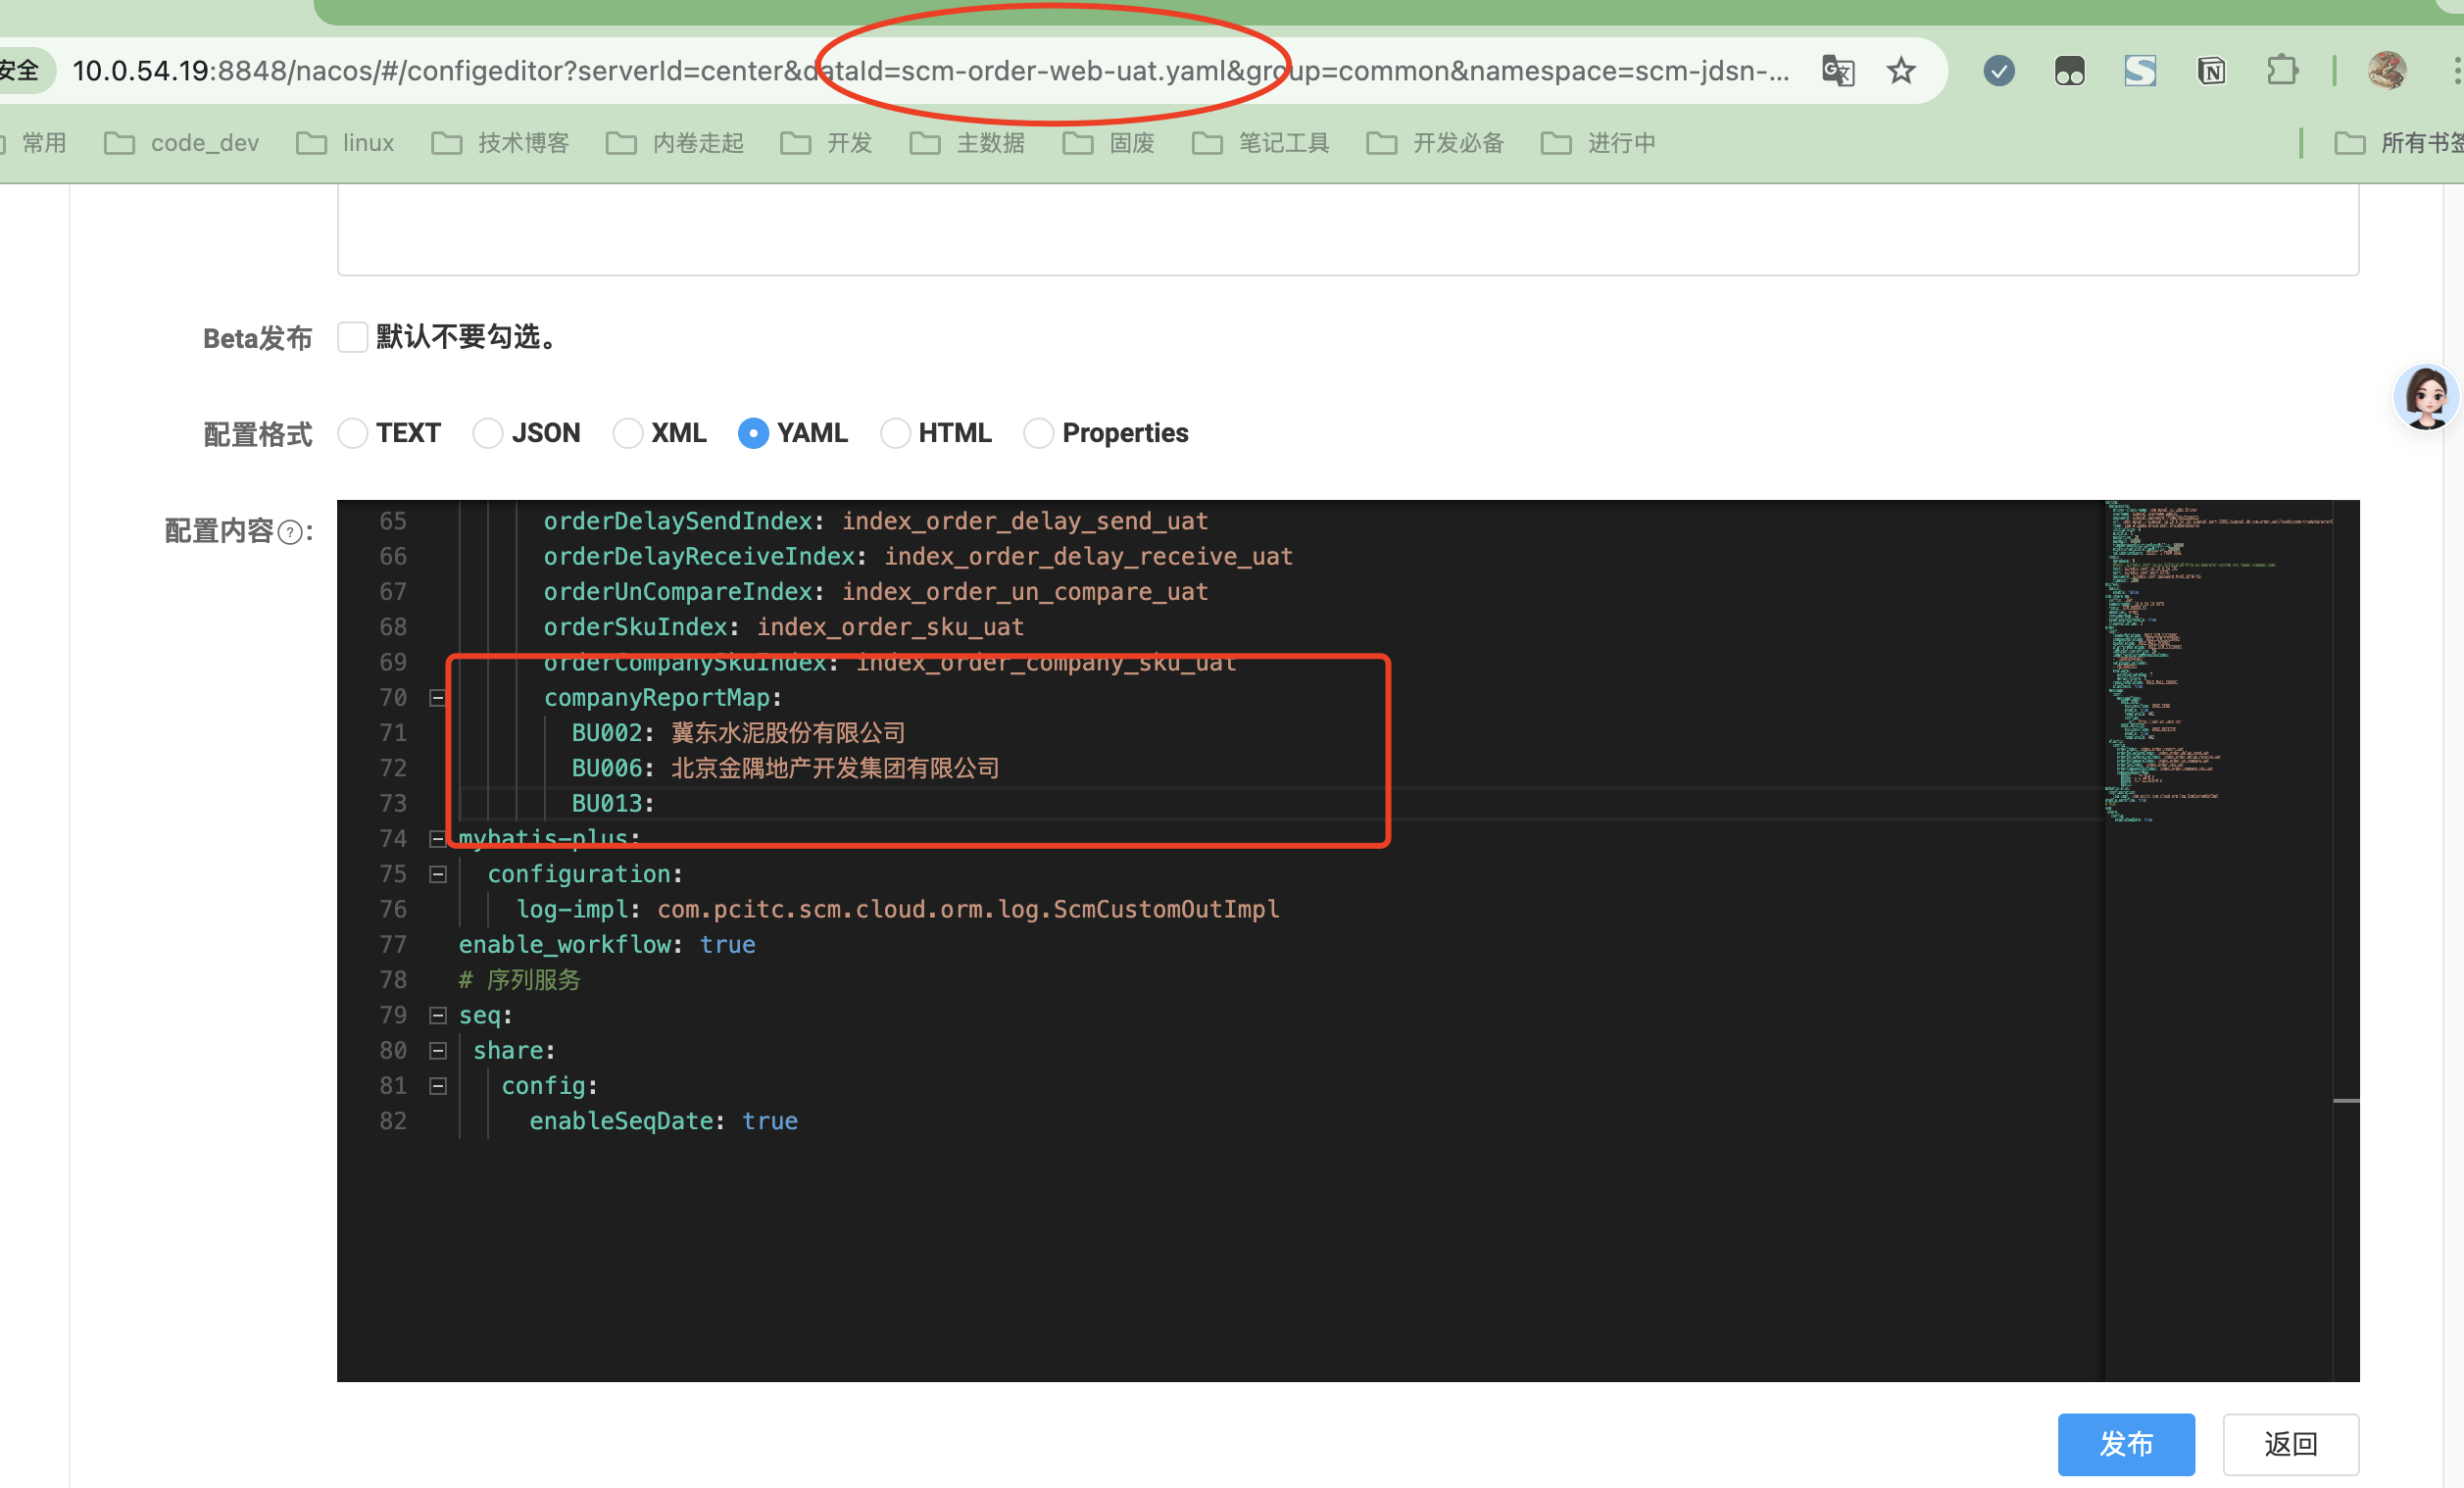 安全 10.0.54.19:8848/nacos/#/configeditor?serverId=center&dataId=scm-order-web-uat.yaml&group=common&namespace=scm-jdsn-...
常用 code_dev linux 技术博客 内卷走起 开发 主数据 固废 笔记工具 开发必备 进行中 所有书签
Beta发布 默认不要勾选。
配置格式 TEXT JSON XML YAML HTML Properties
配置内容?:
65 orderDelaySendIndex: index_order_delay_send_uat
66 orderDelayReceiveIndex: index_order_delay_receive_uat
67 orderUnCompareIndex: index_order_un_compare_uat
68 orderSkuIndex: index_order_sku_uat
69 orderCompanySkuIndex: index_order_company_sku_uat
70 companyReportMap:
71 BU002: 冀东水泥股份有限公司
72 BU006: 北京金隅地产开发集团有限公司
73 BU013:
74 mybatis-plus:
75 configuration:
76 log-impl: com.pcitc.scm.cloud.orm.log.ScmCustomOutImpl
77 enable_workflow: true
78 # 序列服务
79 seq:
80 share:
81 config:
82 enableSeqDate: true
发布 返回